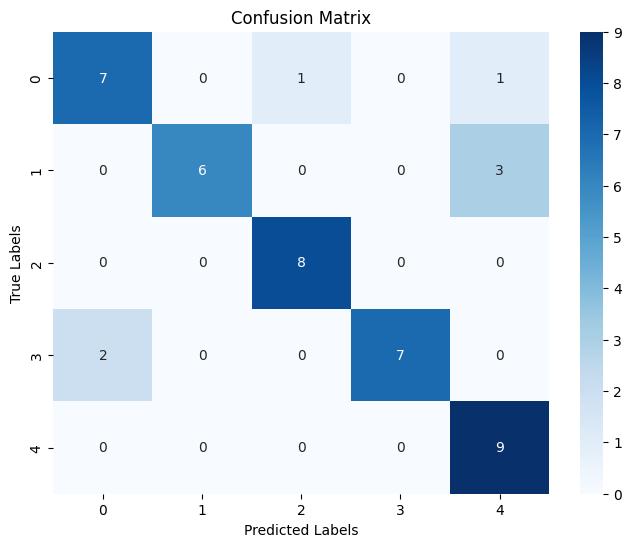 Confusion Matrix
9
0 7 0 1 0 1
8
7
1 0 6 0 0 3
6
True Labels
5
2 0 0 8 0 0
4
3
3 2 0 0 7 0
2
4 0 0 0 0 9
1
0
0 1 2 3 4
Predicted Labels